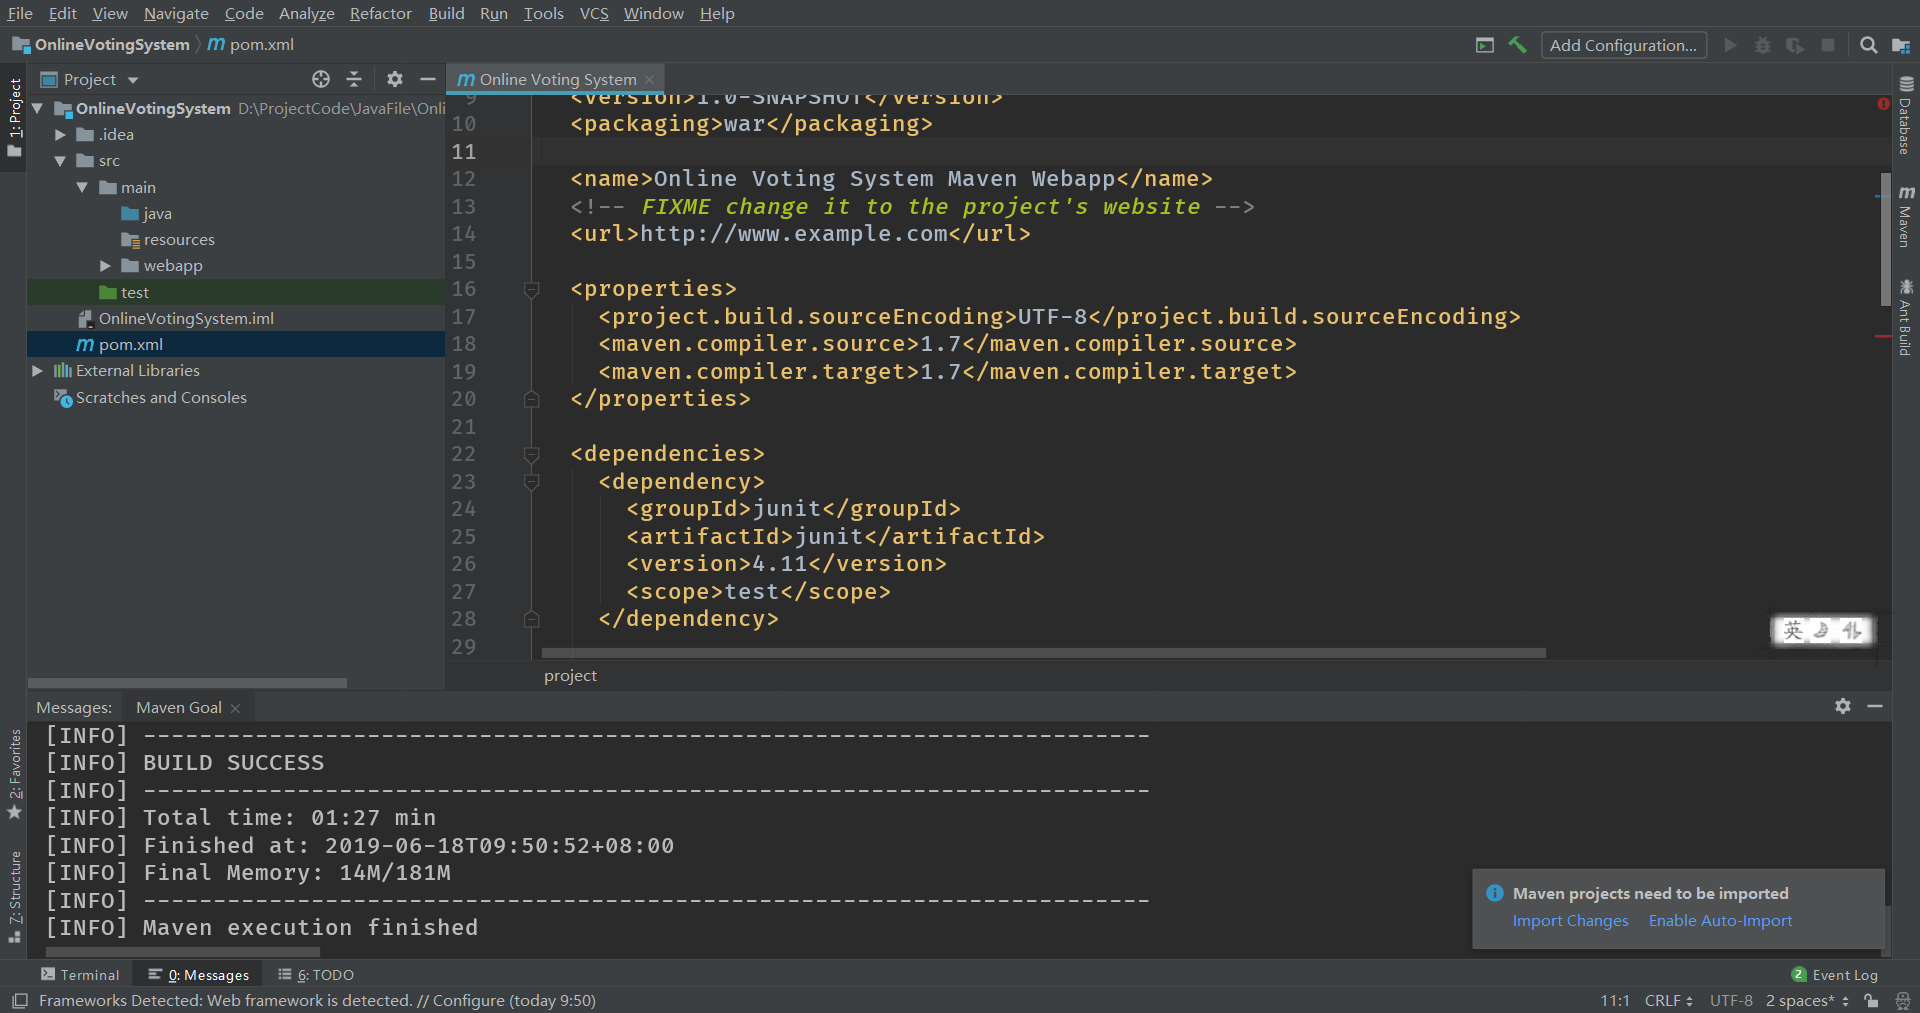 File Edit View Navigate Code Analyze Refactor Build Run Tools VCS Window Help
OnlineVotingSystem pom.xml
Add Configuration...
1: Project
Project
OnlineVotingSystem D:\ProjectCode\JavaFile\Onli
.idea
src
main
java
resources
webapp
test
OnlineVotingSystem.iml
pom.xml
External Libraries
Scratches and Consoles
Online Voting System
9 <version>1.0-SNAPSHOT</version>
10 <packaging>war</packaging>
11
12 <name>Online Voting System Maven Webapp</name>
13 <!-- FIXME change it to the project's website -->
14 <url>http://www.example.com</url>
15
16 <properties>
17 <project.build.sourceEncoding>UTF-8</project.build.sourceEncoding>
18 <maven.compiler.source>1.7</maven.compiler.source>
19 <maven.compiler.target>1.7</maven.compiler.target>
20 </properties>
21
22 <dependencies>
23 <dependency>
24 <groupId>junit</groupId>
25 <artifactId>junit</artifactId>
26 <version>4.11</version>
27 <scope>test</scope>
28 </dependency>
29
project
Database
Maven
Ant Build
英
Messages: Maven Goal
[INFO] ------------------------------------------------------------------------
[INFO] BUILD SUCCESS
[INFO] ------------------------------------------------------------------------
[INFO] Total time: 01:27 min
[INFO] Finished at: 2019-06-18T09:50:52+08:00
[INFO] Final Memory: 14M/181M
[INFO] ------------------------------------------------------------------------
[INFO] Maven execution finished
2: Favorites
7: Structure
Maven projects need to be imported
Import Changes Enable Auto-Import
Terminal 0: Messages 6: TODO
2 Event Log
Frameworks Detected: Web framework is detected. // Configure (today 9:50)
11:1 CRLF UTF-8 2 spaces*